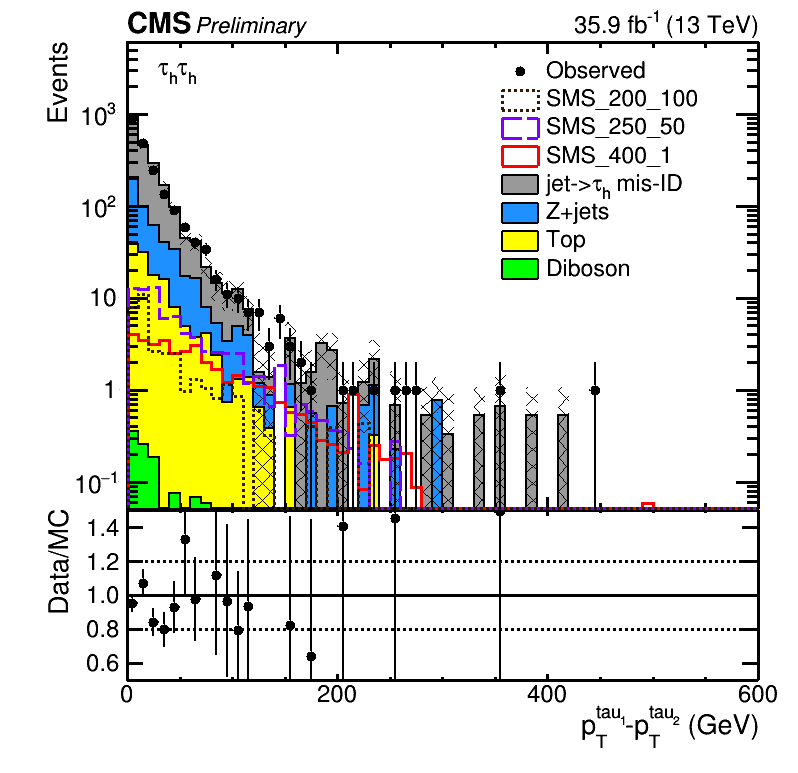 CMS Preliminary 35.9 fb⁻¹ (13 TeV)
Events
τₕτₕ
Observed
SMS_200_100
SMS_250_50
SMS_400_1
jet->τₕ mis-ID
Z+jets
Top
Diboson
10³
10²
10
1
10⁻¹
Data/MC
1.4
1.2
1.0
0.8
0.6
0 200 400 600
p_T^{tau₁}-p_T^{tau₂} (GeV)